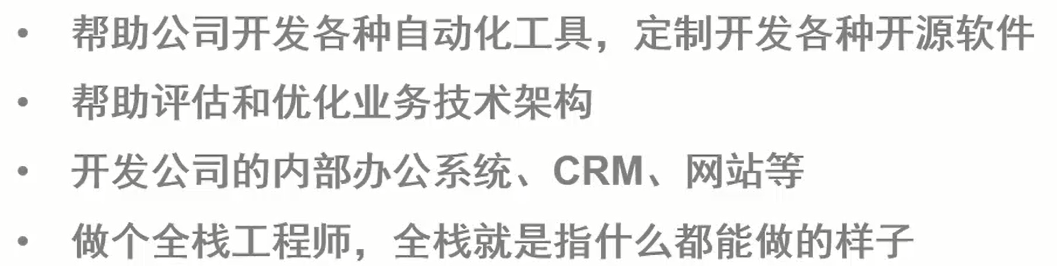 • 帮助公司开发各种自动化工具，定制开发各种开源软件
• 帮助评估和优化业务技术架构
• 开发公司的内部办公系统、CRM、网站等
• 做个全栈工程师，全栈就是指什么都能做的样子